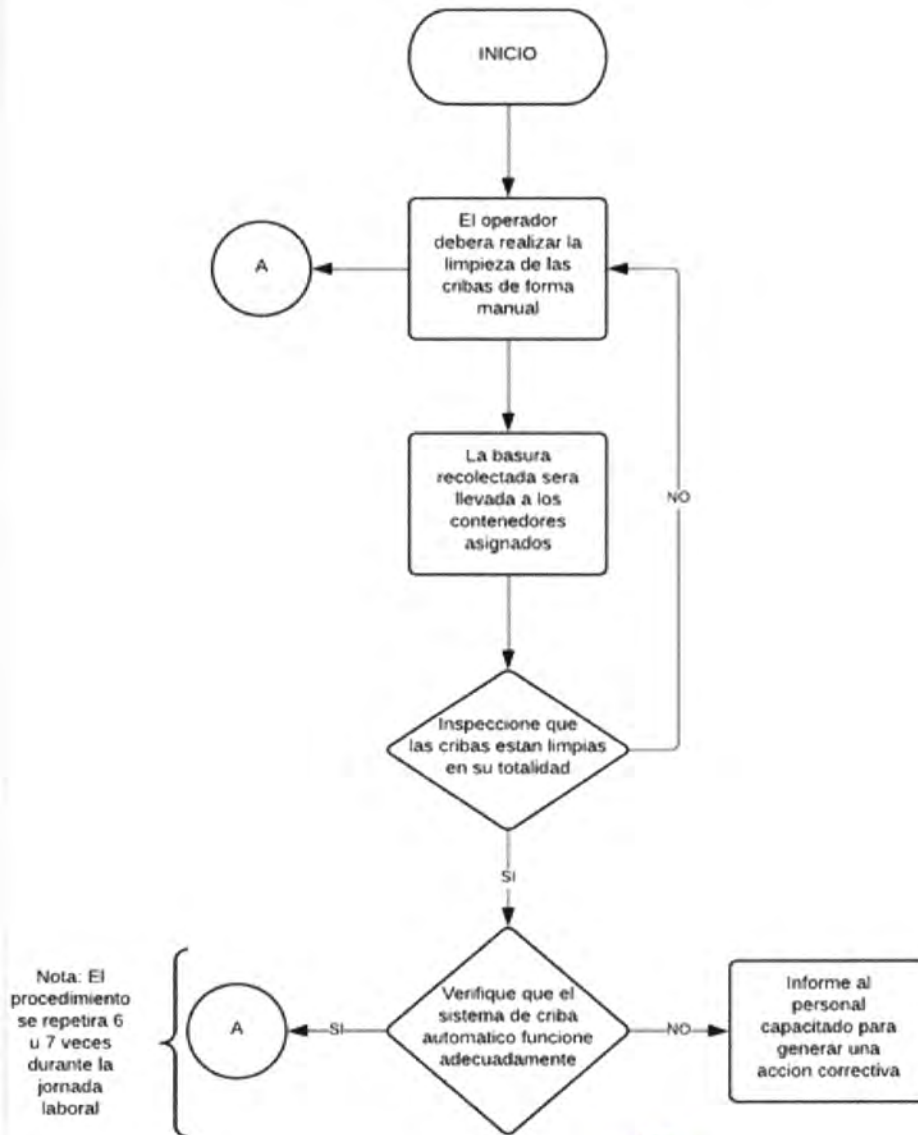 INICIO
A
El operador
debera realizar la
limpieza de las
cribas de forma
manual
La basura
recolectada sera
llevada a los
contenedores
asignados
NO
Inspeccione que
las cribas estan limpias
en su totalidad
SI
Nota: El
procedimiento
se repetira 6
u 7 veces
durante la
jornada
laboral
A
SI
Verifique que el
sistema de criba
automatico funcione
adecuadamente
NO
Informe al
personal
capacitado para
generar una
accion correctiva